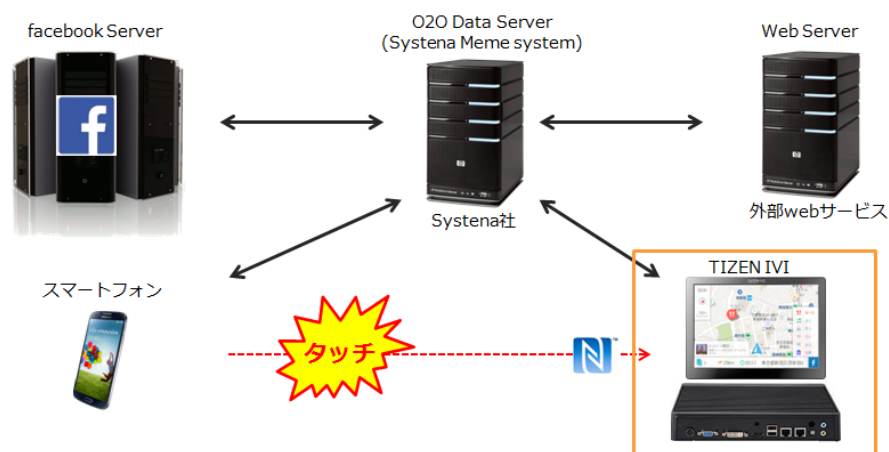 facebook Server
O2O Data Server
(Systena Meme system)
Web Server
Systena社
外部webサービス
TIZEN IVI
スマートフォン
タッチ